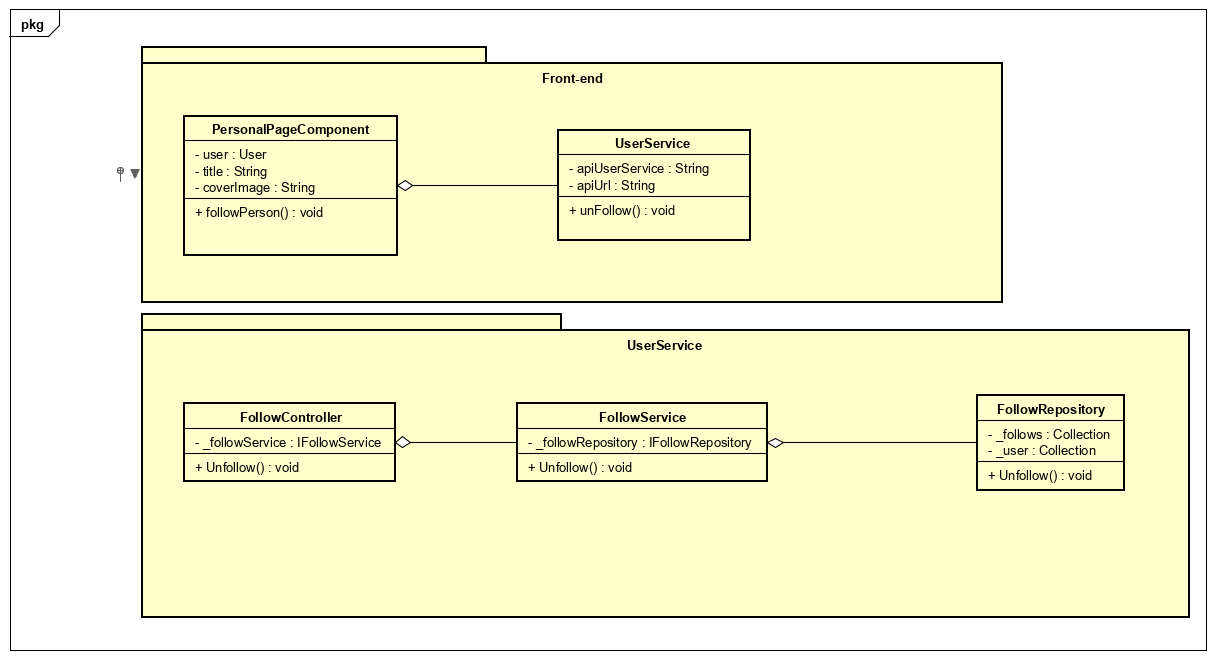 pkg
Front-end
PersonalPageComponent
- user : User
- title : String
- coverImage : String
+ followPerson() : void
UserService
- apiUserService : String
- apiUrl : String
+ unFollow() : void
UserService
FollowController
- _followService : IFollowService
+ Unfollow() : void
FollowService
- _followRepository : IFollowRepository
+ Unfollow() : void
FollowRepository
- _follows : Collection
- _user : Collection
+ Unfollow() : void